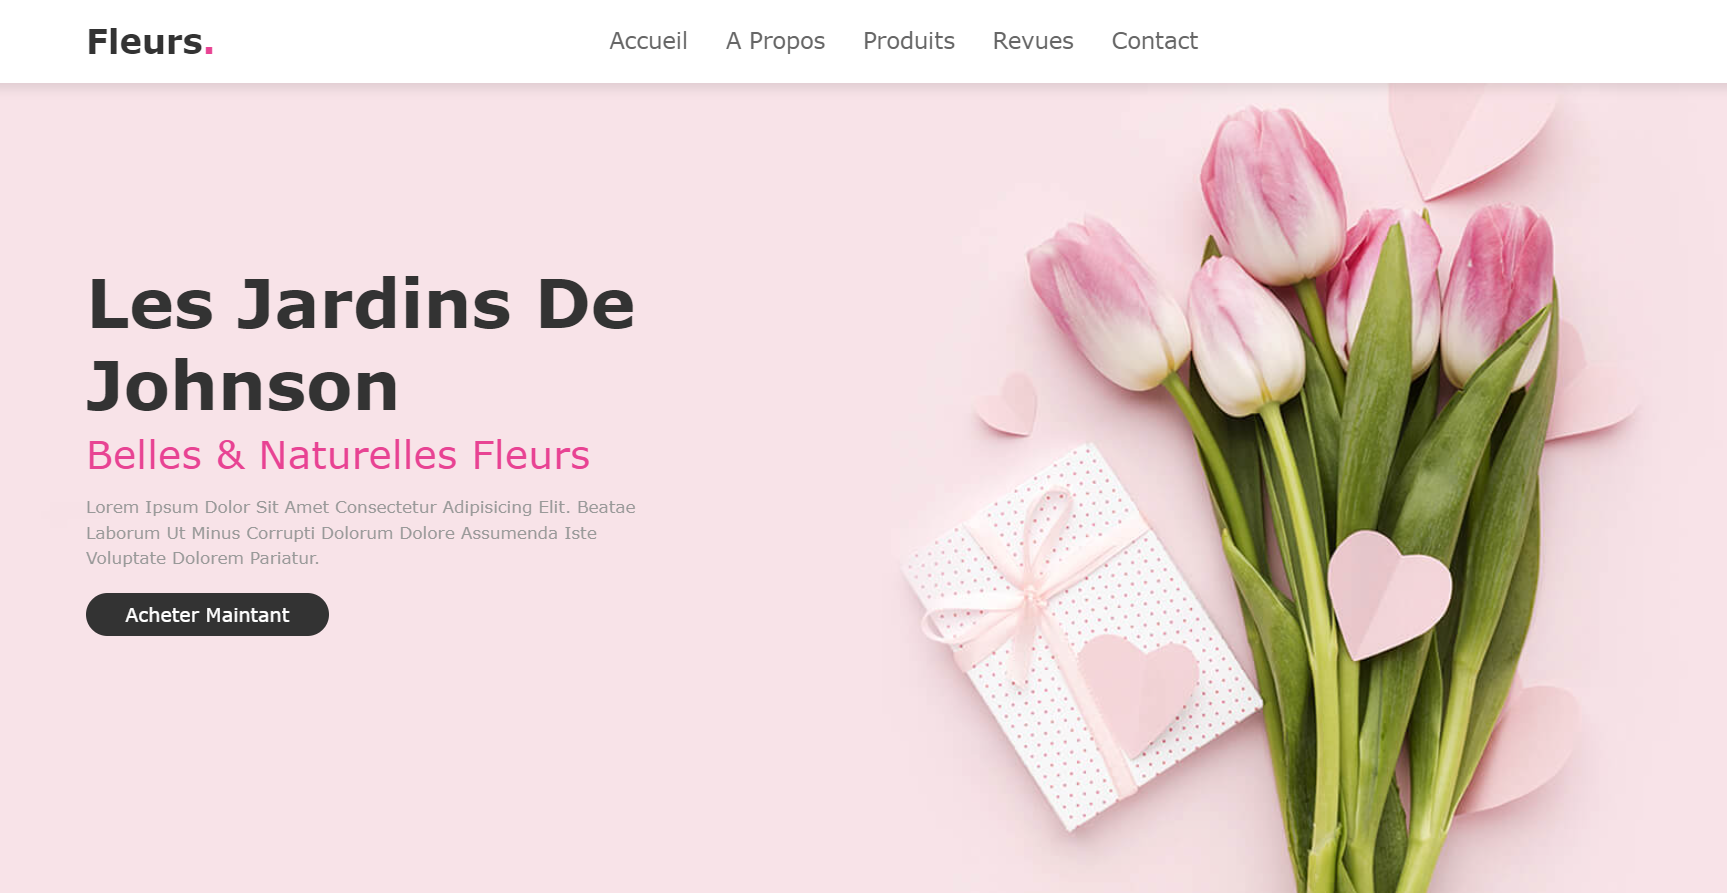 Fleurs.
Accueil A Propos Produits Revues Contact
Les Jardins De
Johnson
Belles & Naturelles Fleurs
Lorem Ipsum Dolor Sit Amet Consectetur Adipisicing Elit. Beatae
Laborum Ut Minus Corrupti Dolorum Dolore Assumenda Iste
Voluptate Dolorem Pariatur.
Acheter Maintant